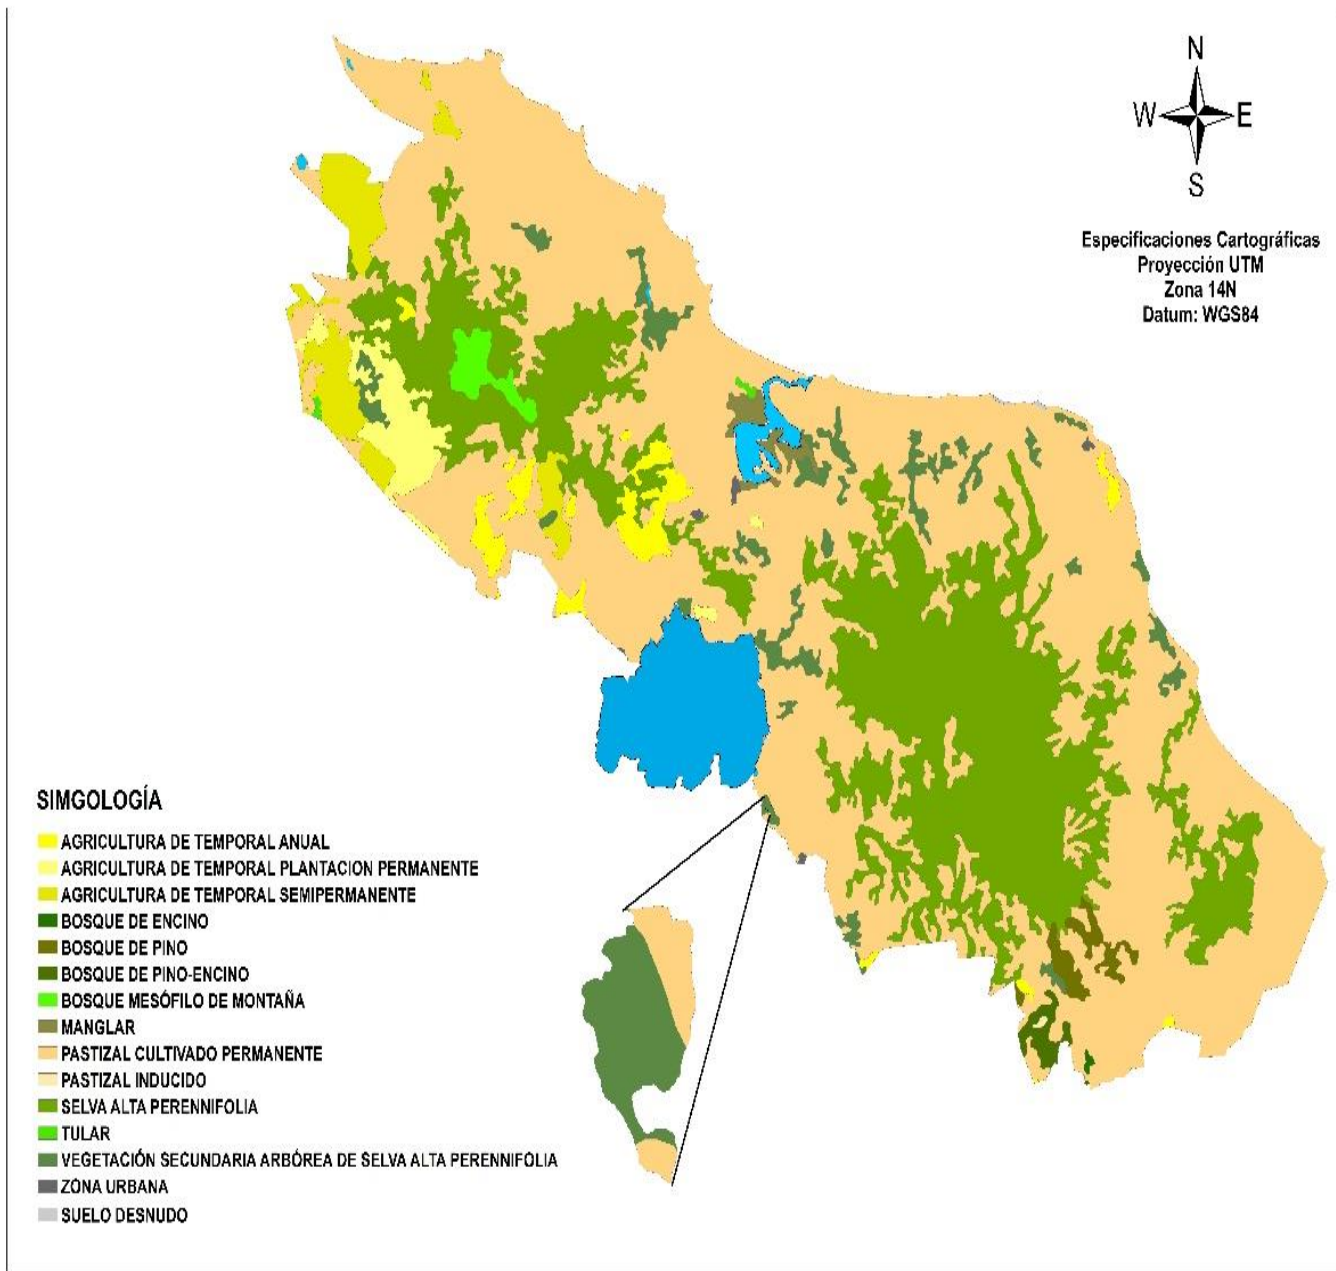 N
W E
S
Especificaciones Cartográficas
Proyección UTM
Zona 14N
Datum: WGS84
SIMGOLOGÍA
AGRICULTURA DE TEMPORAL ANUAL
AGRICULTURA DE TEMPORAL PLANTACION PERMANENTE
AGRICULTURA DE TEMPORAL SEMIPERMANENTE
BOSQUE DE ENCINO
BOSQUE DE PINO
BOSQUE DE PINO-ENCINO
BOSQUE MESÓFILO DE MONTAÑA
MANGLAR
PASTIZAL CULTIVADO PERMANENTE
PASTIZAL INDUCIDO
SELVA ALTA PERENNIFOLIA
TULAR
VEGETACIÓN SECUNDARIA ARBÓREA DE SELVA ALTA PERENNIFOLIA
ZONA URBANA
SUELO DESNUDO